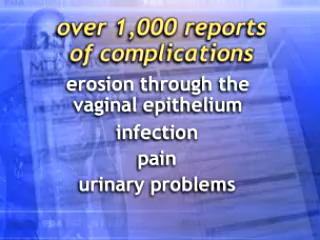 over 1,000 reports
of complications
erosion through the
vaginal epithelium
infection
pain
urinary problems